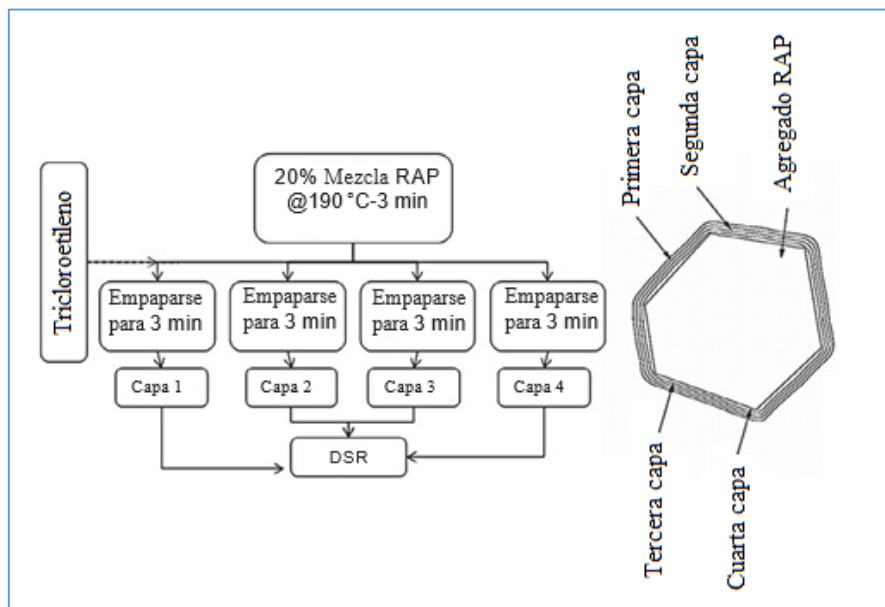 Tricloroetileno
20% Mezcla RAP
@190 °C-3 min
Empaparse
para 3 min
Empaparse
para 3 min
Empaparse
para 3 min
Empaparse
para 3 min
Capa 1
Capa 2
Capa 3
Capa 4
DSR
Primera capa
Segunda capa
Agregado RAP
Tercera capa
Cuarta capa